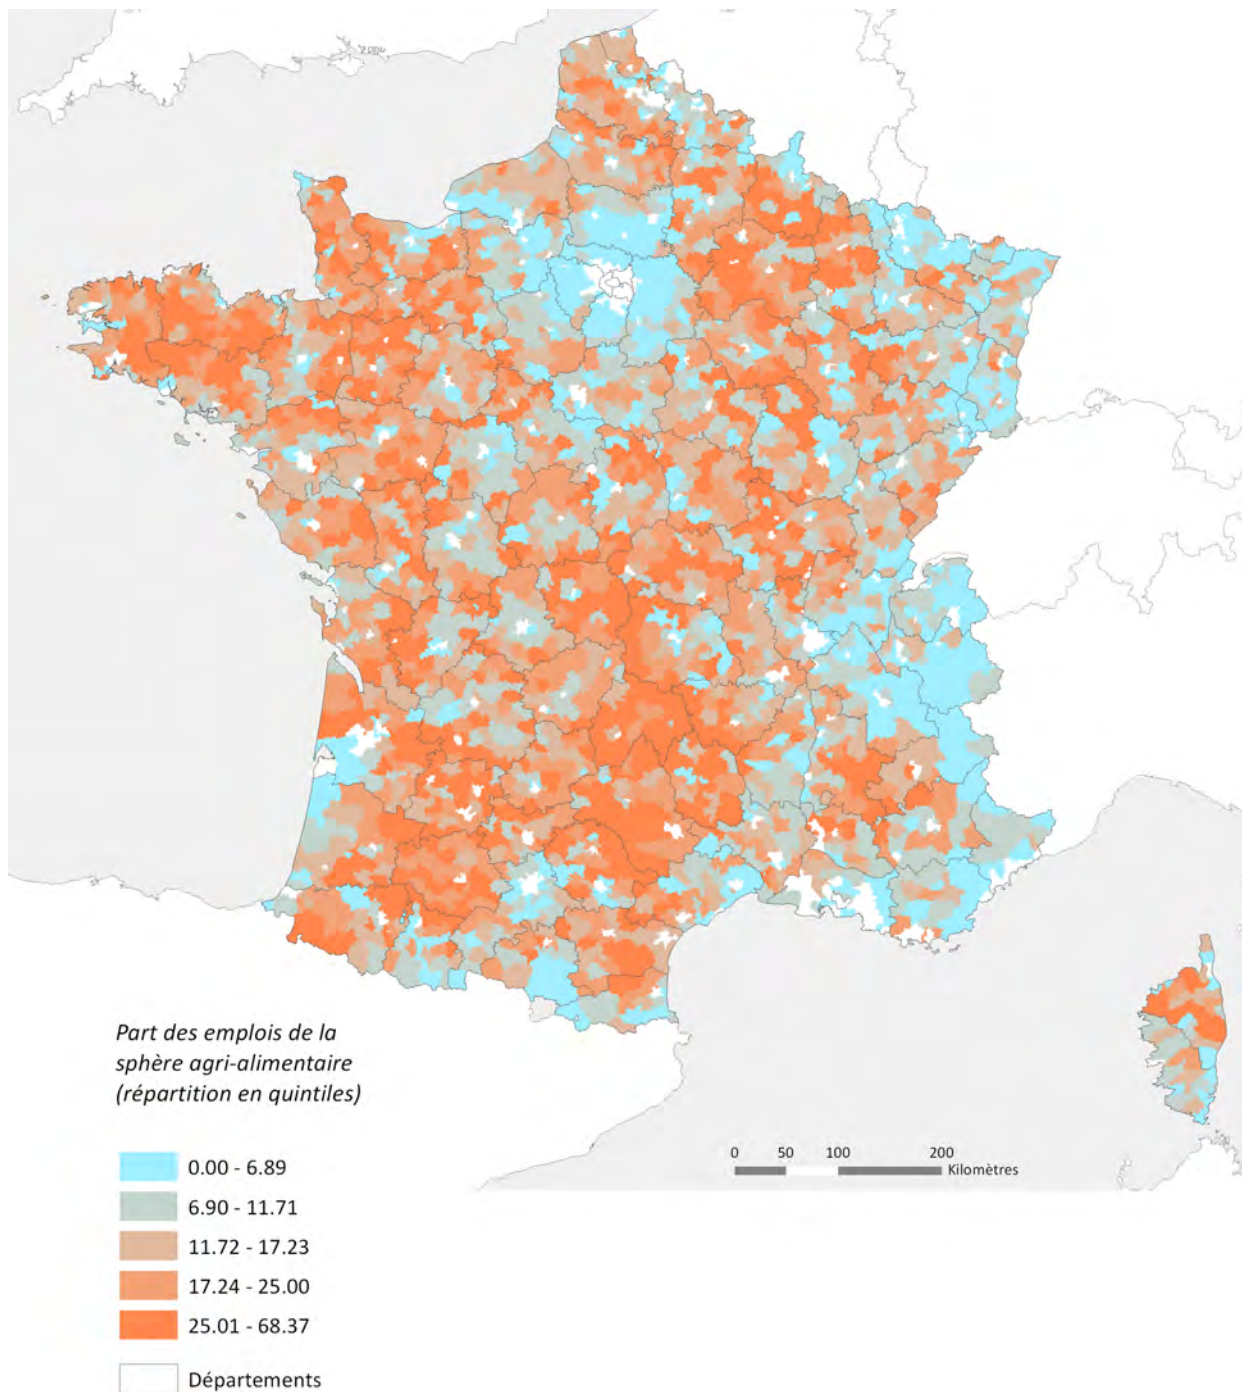 Part des emplois de la
sphère agri-alimentaire
(répartition en quintiles)
0.00 - 6.89
6.90 - 11.71
11.72 - 17.23
17.24 - 25.00
25.01 - 68.37
Départements
0 50 100 200
Kilomètres